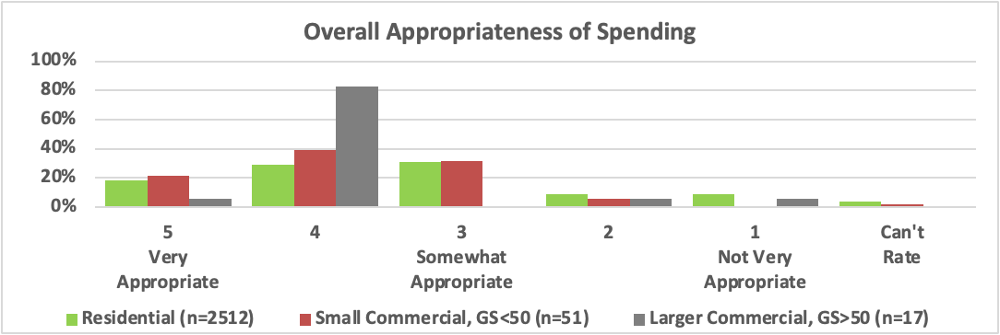 Overall Appropriateness of Spending
100%
80%
60%
40%
20%
0%
5 4 3 2 1 Can't
Very Somewhat Not Very Rate
Appropriate Appropriate Appropriate
Residential (n=2512) Small Commercial, GS<50 (n=51) Larger Commercial, GS>50 (n=17)